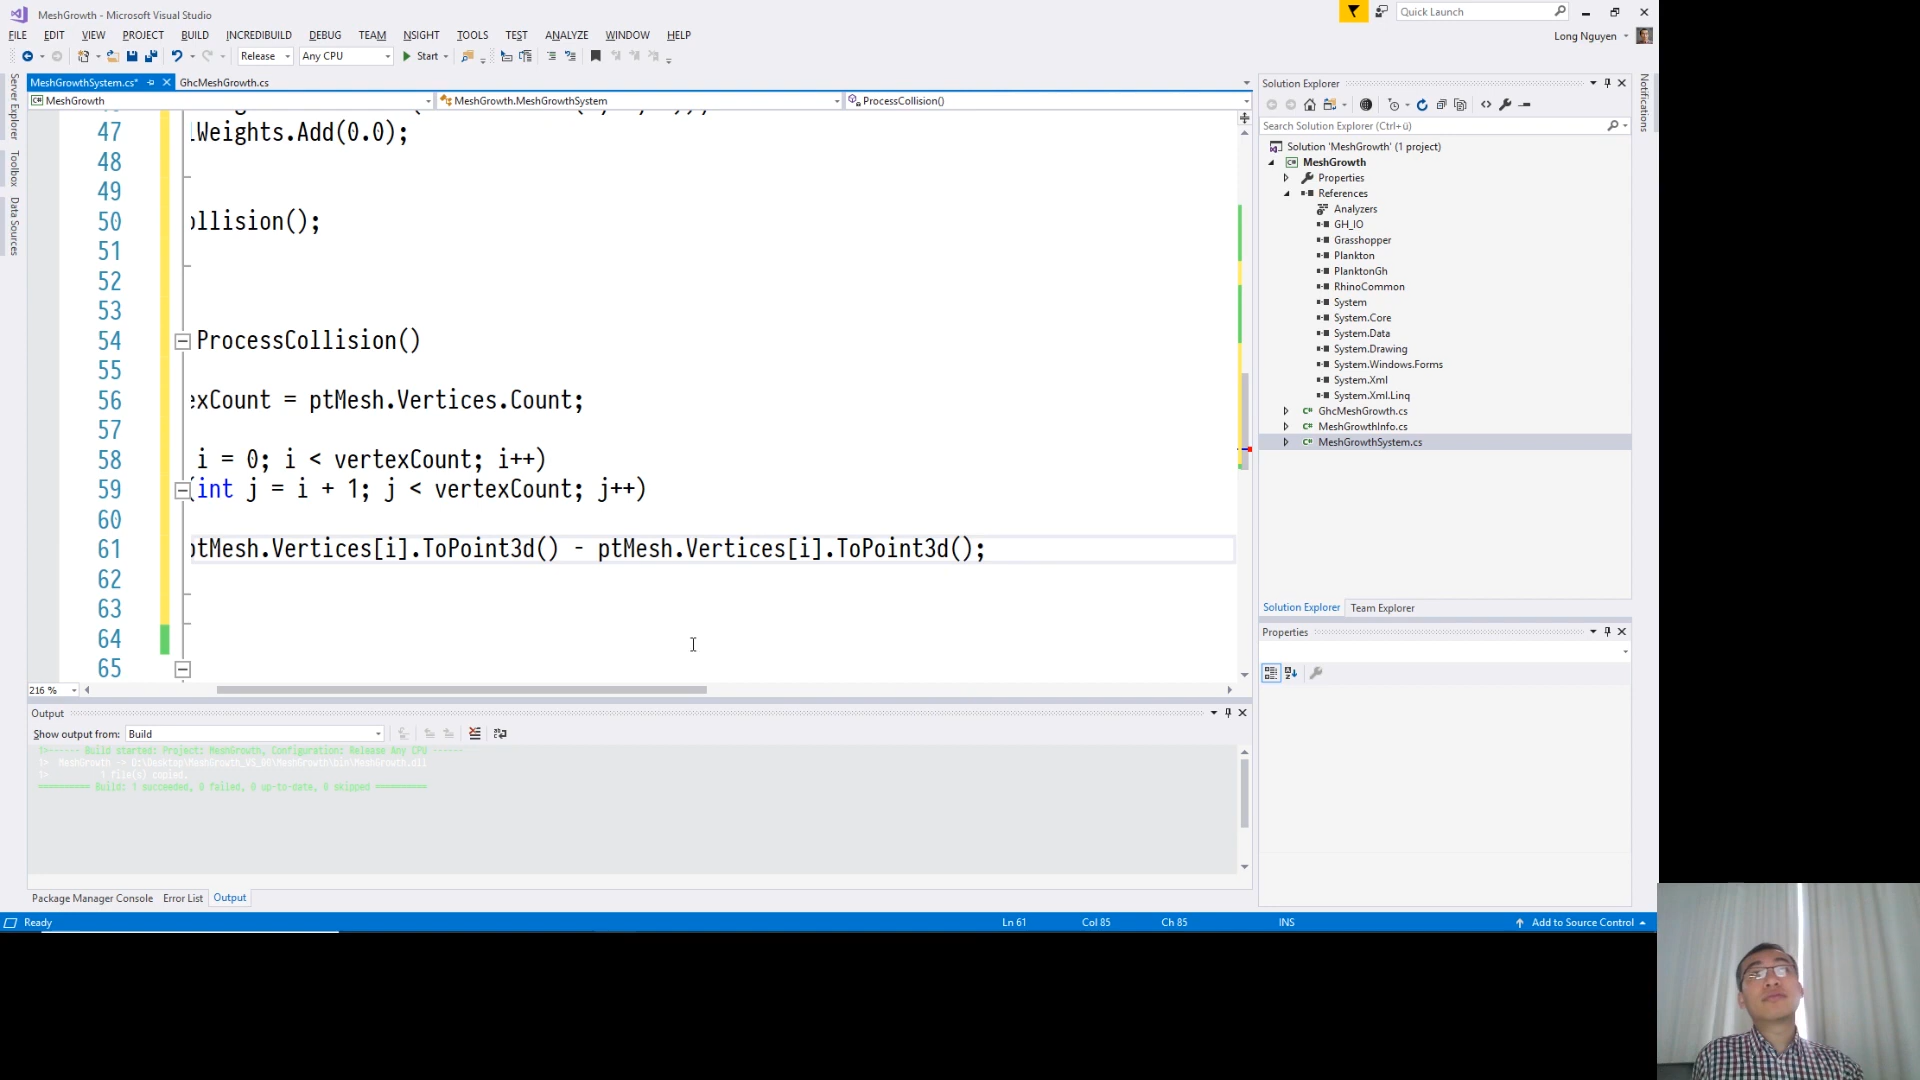 MeshGrowth - Microsoft Visual Studio
Quick Launch
FILE EDIT VIEW PROJECT BUILD INCREDIBUILD DEBUG TEAM NSIGHT TOOLS TEST ANALYZE WINDOW HELP
Long Nguyen
Release Any CPU Start
MeshGrowthSystem.cs* GhcMeshGrowth.cs
MeshGrowth MeshGrowth.MeshGrowthSystem ProcessCollision()
Server Explorer
Toolbox
Data Sources
47 Weights.Add(0.0);
48
49
50 ollision();
51
52
53
54 ProcessCollision()
55
56 exCount = ptMesh.Vertices.Count;
57
58 i = 0; i < vertexCount; i++)
59 (int j = i + 1; j < vertexCount; j++)
60
61 ptMesh.Vertices[i].ToPoint3d() - ptMesh.Vertices[i].ToPoint3d();
62
63
64
65
216 %
Output
Show output from: Build
1>------ Build started: Project: MeshGrowth, Configuration: Release Any CPU ------
1> MeshGrowth -> D:\Desktop\MeshGrowth_VS_00\MeshGrowth\bin\MeshGrowth.dll
1> 1 file(s) copied.
========== Build: 1 succeeded, 0 failed, 0 up-to-date, 0 skipped ==========
Package Manager Console Error List Output
Ready Ln 61 Col 85 Ch 85 INS Add to Source Control
Solution Explorer
Search Solution Explorer (Ctrl+ü)
Solution 'MeshGrowth' (1 project)
MeshGrowth
Properties
References
Analyzers
GH_IO
Grasshopper
Plankton
PlanktonGh
RhinoCommon
System
System.Core
System.Data
System.Drawing
System.Windows.Forms
System.Xml
System.Xml.Linq
GhcMeshGrowth.cs
MeshGrowthInfo.cs
MeshGrowthSystem.cs
Solution Explorer Team Explorer
Properties
Notifications